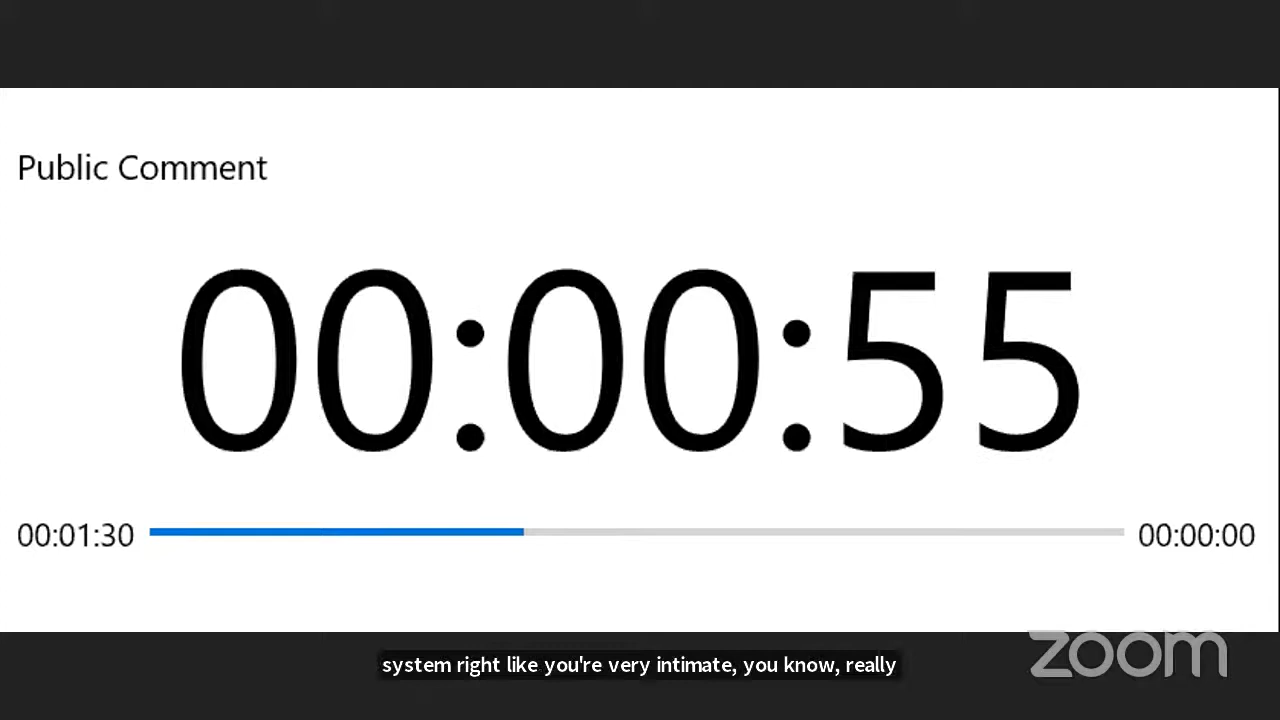 Public Comment
00:00:55
00:01:30 00:00:00
system right like you're very intimate, you know, really
zoom